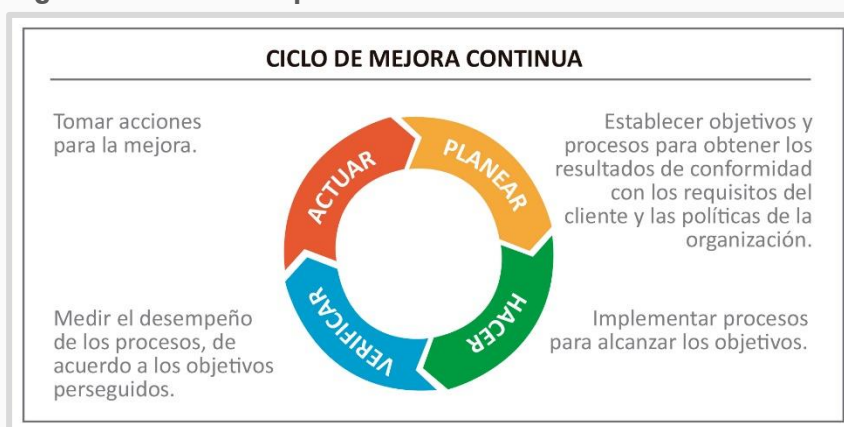 CICLO DE MEJORA CONTINUA
Tomar acciones
para la mejora.
Establecer objetivos y
procesos para obtener los
resultados de conformidad
con los requisitos del
cliente y las políticas de la
organización.
ACTUAR
PLANEAR
VERIFICAR
HACER
Medir el desempeño
de los procesos, de
acuerdo a los objetivos
perseguidos.
Implementar procesos
para alcanzar los objetivos.